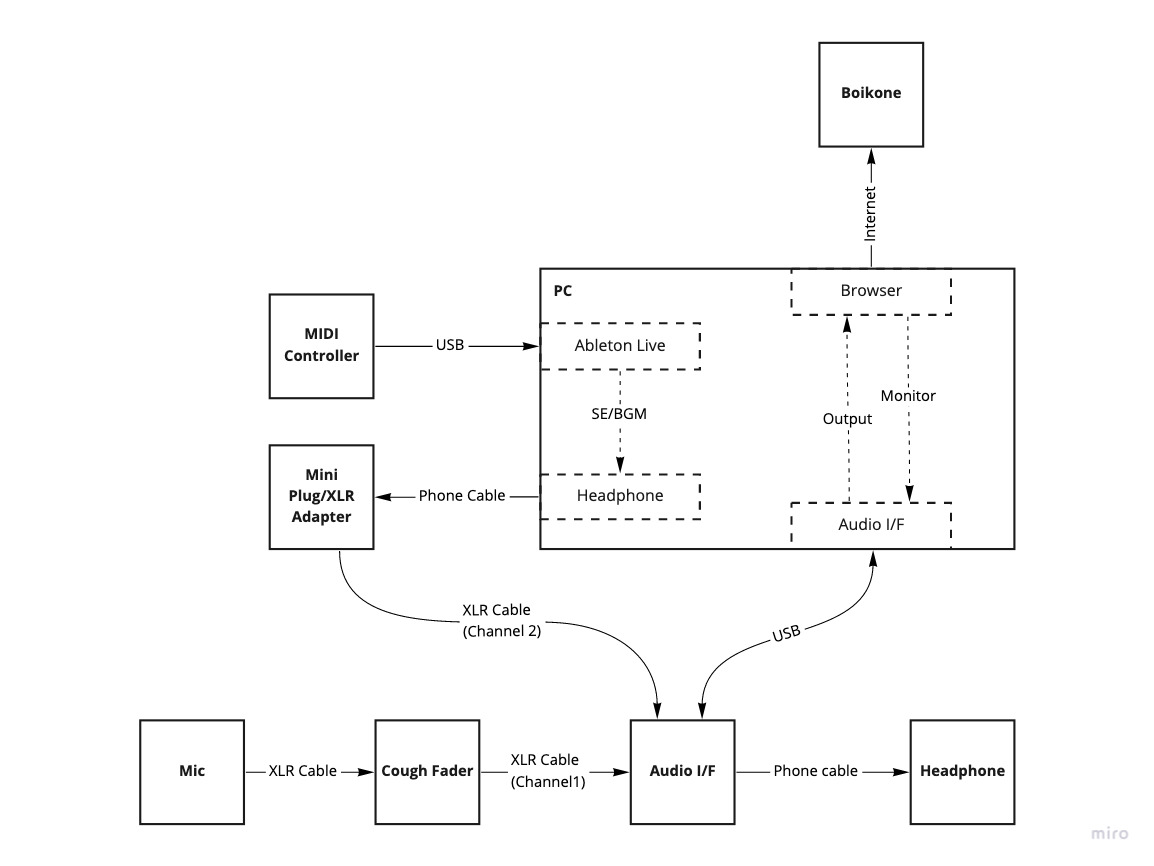 Boikone
Internet
PC
Browser
MIDI
Controller
USB
Ableton Live
SE/BGM
Monitor
Output
Mini
Plug/XLR
Adapter
Phone Cable
Headphone
Audio I/F
XLR Cable
(Channel 2)
USB
Mic
XLR Cable
Cough Fader
XLR Cable
(Channel1)
Audio I/F
Phone cable
Headphone
miro